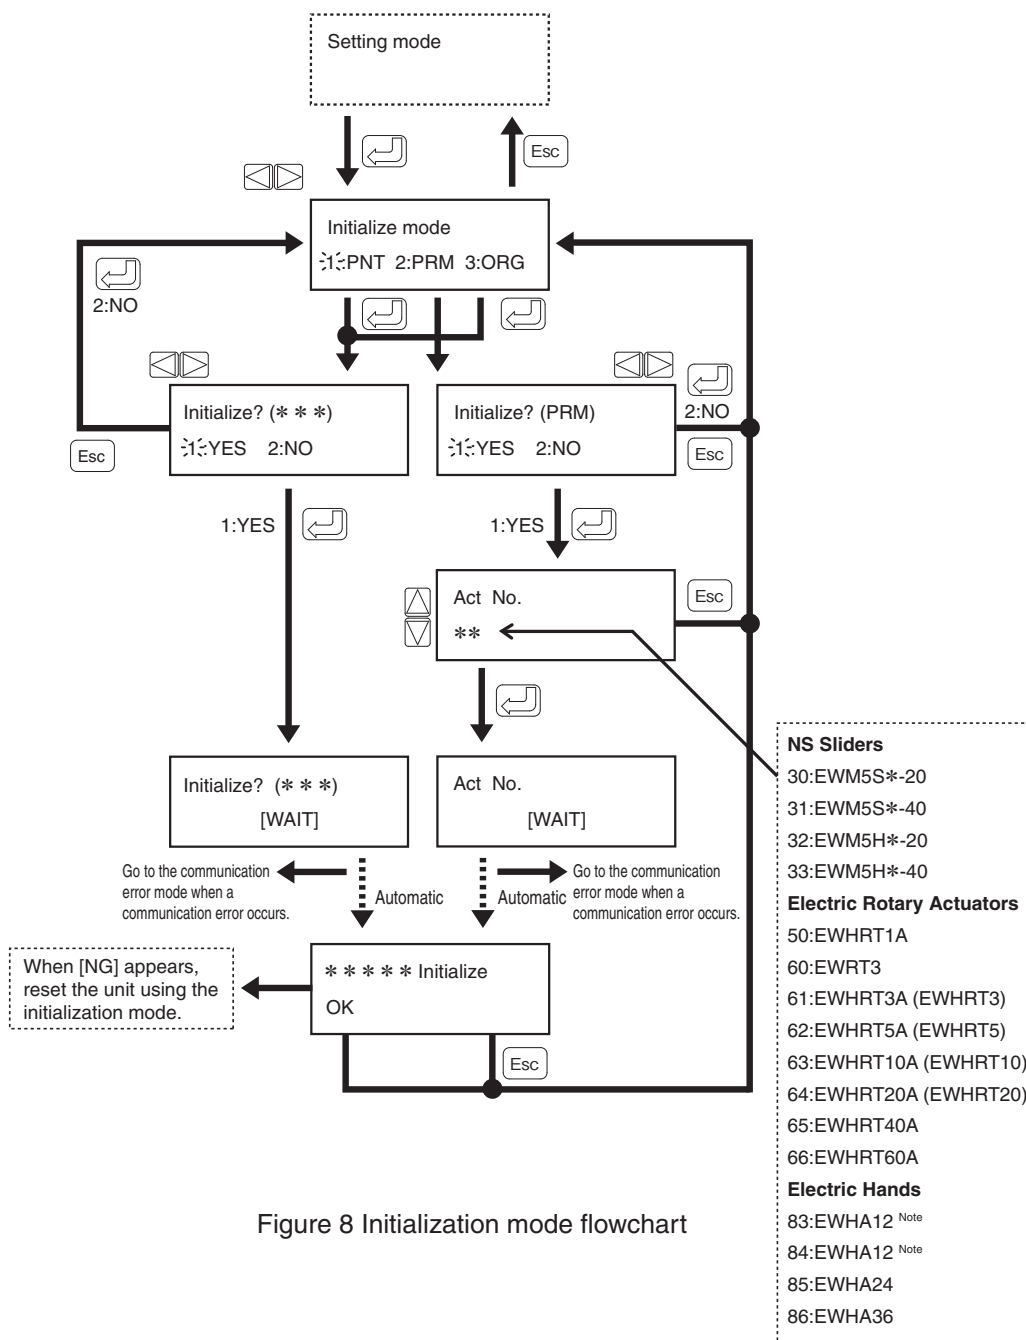 Setting mode
Esc
Initialize mode
1:PNT 2:PRM 3:ORG
2:NO
Initialize? (＊＊＊)
1:YES 2:NO
Esc
Initialize? (PRM)
1:YES 2:NO
2:NO
Esc
1:YES
1:YES
Act No.
＊＊
Esc
Initialize? (＊＊＊)
[WAIT]
Act No.
[WAIT]
Go to the communication
error mode when a
communication error occurs.
Automatic
Automatic
Go to the communication
error mode when a
communication error occurs.
When [NG] appears,
reset the unit using the
initialization mode.
＊＊＊＊＊ Initialize
OK
Esc
NS Sliders
30:EWM5S＊-20
31:EWM5S＊-40
32:EWM5H＊-20
33:EWM5H＊-40
Electric Rotary Actuators
50:EWHRT1A
60:EWRT3
61:EWHRT3A (EWHRT3)
62:EWHRT5A (EWHRT5)
63:EWHRT10A (EWHRT10)
64:EWHRT20A (EWHRT20)
65:EWHRT40A
66:EWHRT60A
Electric Hands
83:EWHA12 Note
84:EWHA12 Note
85:EWHA24
86:EWHA36
Figure 8 Initialization mode flowchart